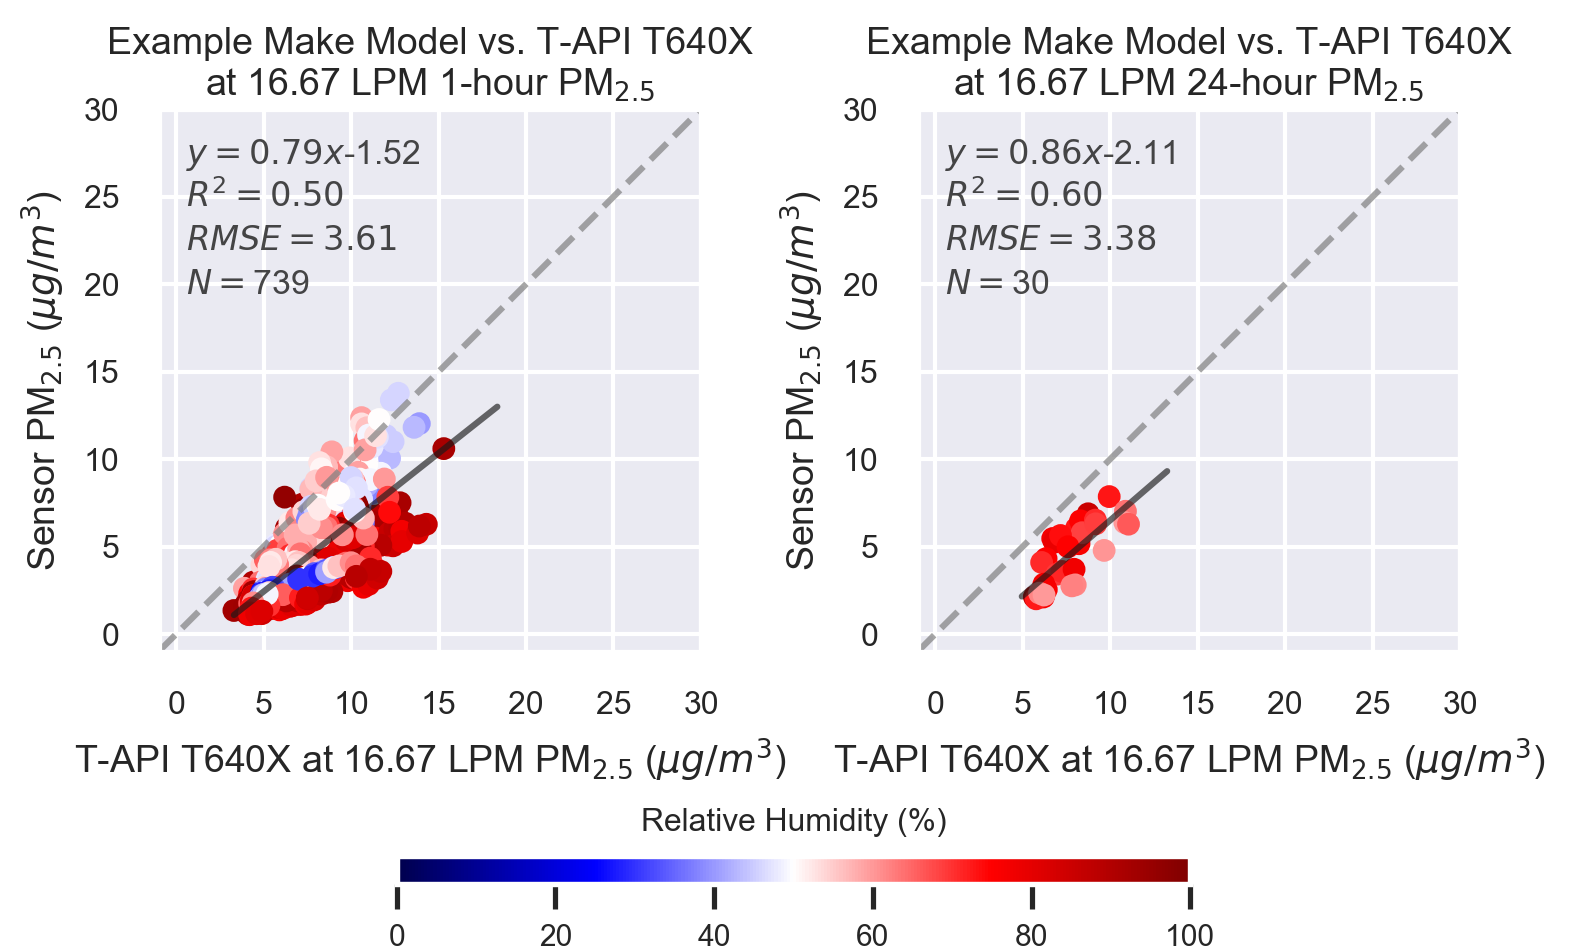 Example Make Model vs. T-API T640X
at 16.67 LPM 1-hour PM₂.₅
30
25
20
15
10
5
0
y = 0.79x-1.52
R² = 0.50
RMSE = 3.61
N = 739
Sensor PM₂.₅ (μg/m³)
0 5 10 15 20 25 30
T-API T640X at 16.67 LPM PM₂.₅ (μg/m³)
Example Make Model vs. T-API T640X
at 16.67 LPM 24-hour PM₂.₅
30
25
20
15
10
5
0
y = 0.86x-2.11
R² = 0.60
RMSE = 3.38
N = 30
Sensor PM₂.₅ (μg/m³)
0 5 10 15 20 25 30
T-API T640X at 16.67 LPM PM₂.₅ (μg/m³)
Relative Humidity (%)
0 20 40 60 80 100